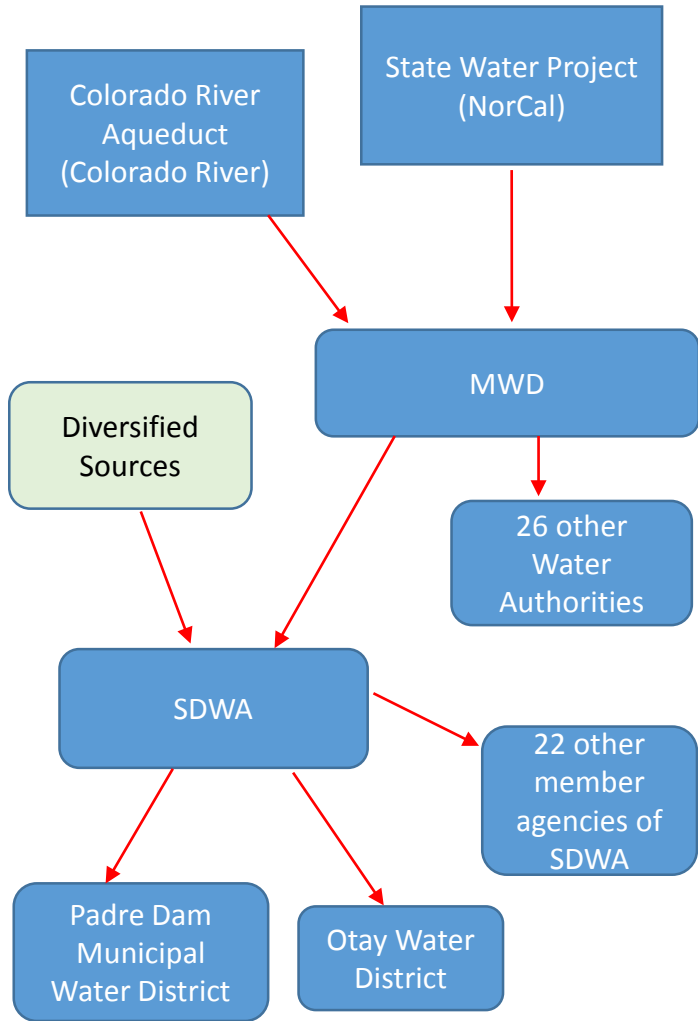 Colorado River
Aqueduct
(Colorado River)
State Water Project
(NorCal)
MWD
Diversified
Sources
26 other
Water
Authorities
SDWA
22 other
member
agencies of
SDWA
Padre Dam
Municipal
Water District
Otay Water
District